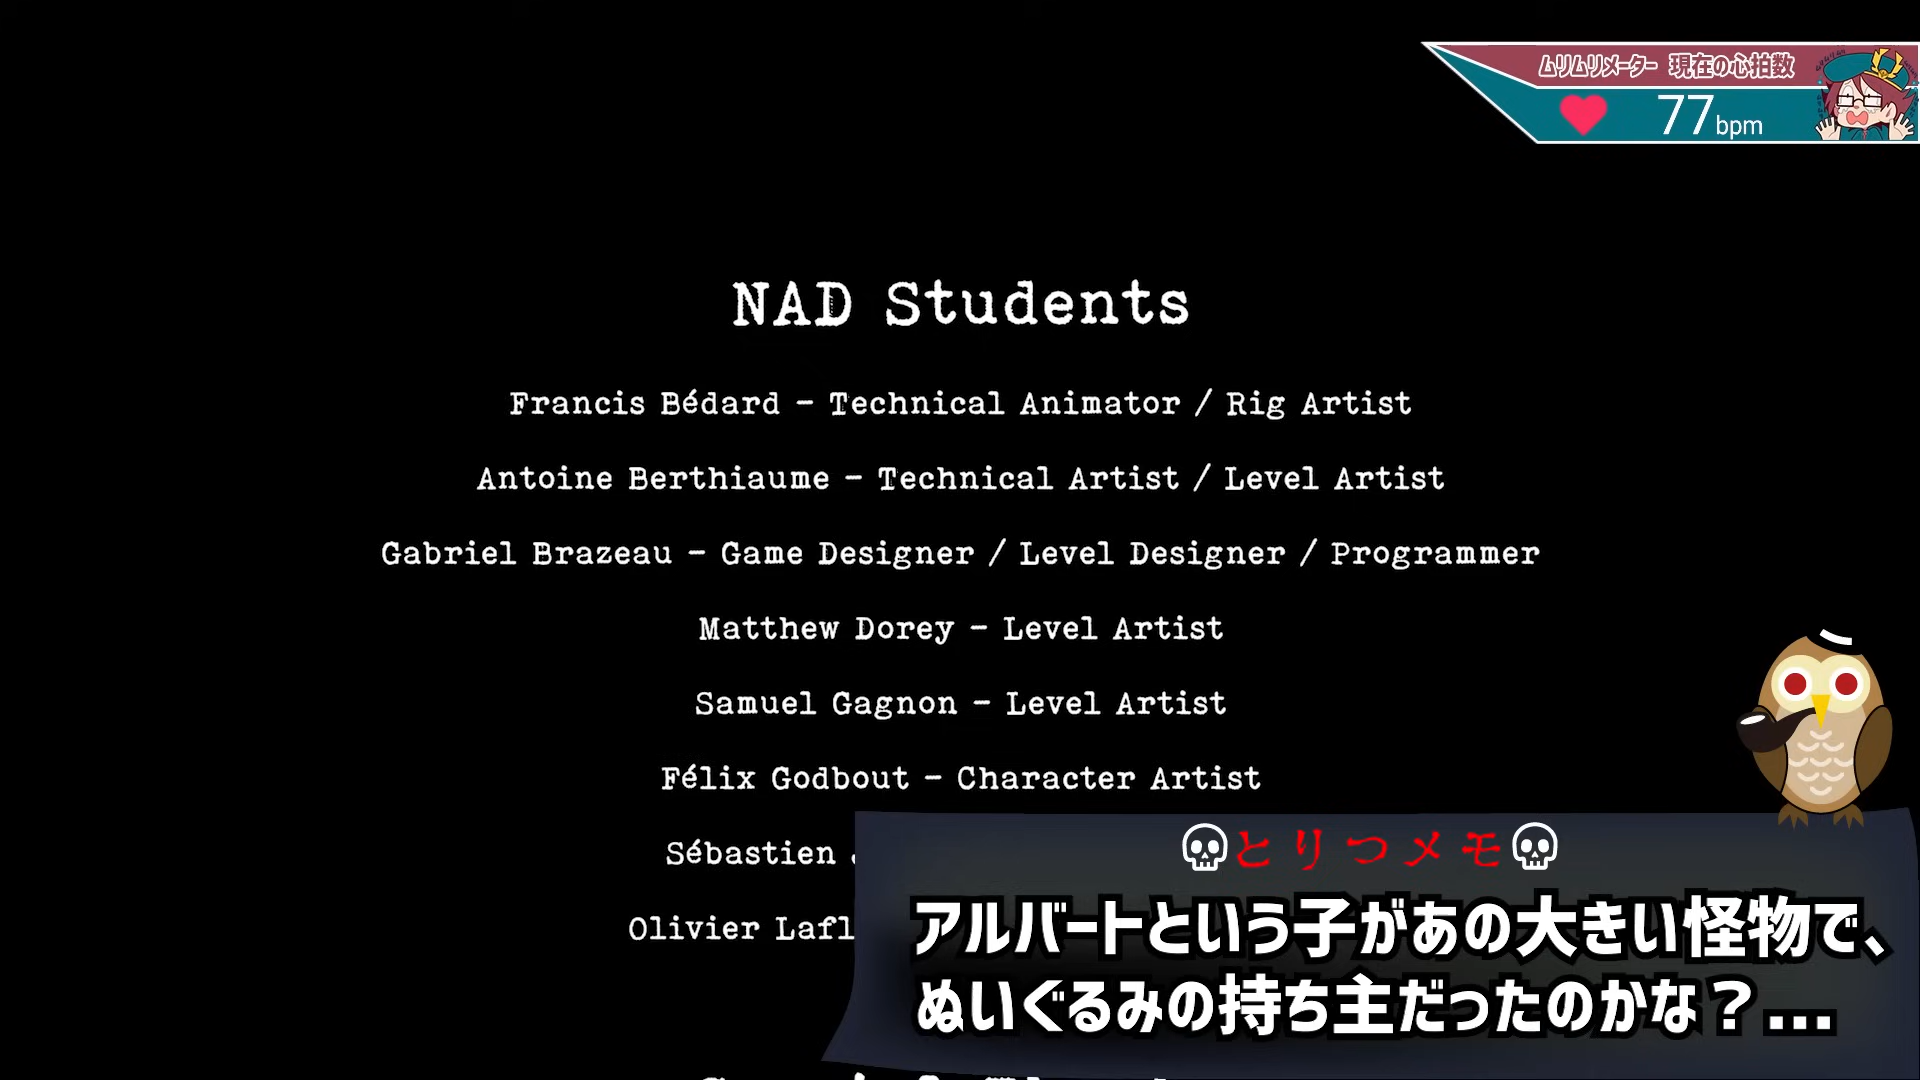 ムリムリメーター 現在の心拍数
77bpm
NAD Students
Francis Bédard - Technical Animator / Rig Artist
Antoine Berthiaume - Technical Artist / Level Artist
Gabriel Brazeau - Game Designer / Level Designer / Programmer
Matthew Dorey - Level Artist
Samuel Gagnon - Level Artist
Félix Godbout - Character Artist
Sébastien
Olivier Lafl
とりつメモ
アルバートという子があの大きい怪物で、
ぬいぐるみの持ち主だったのかな？...